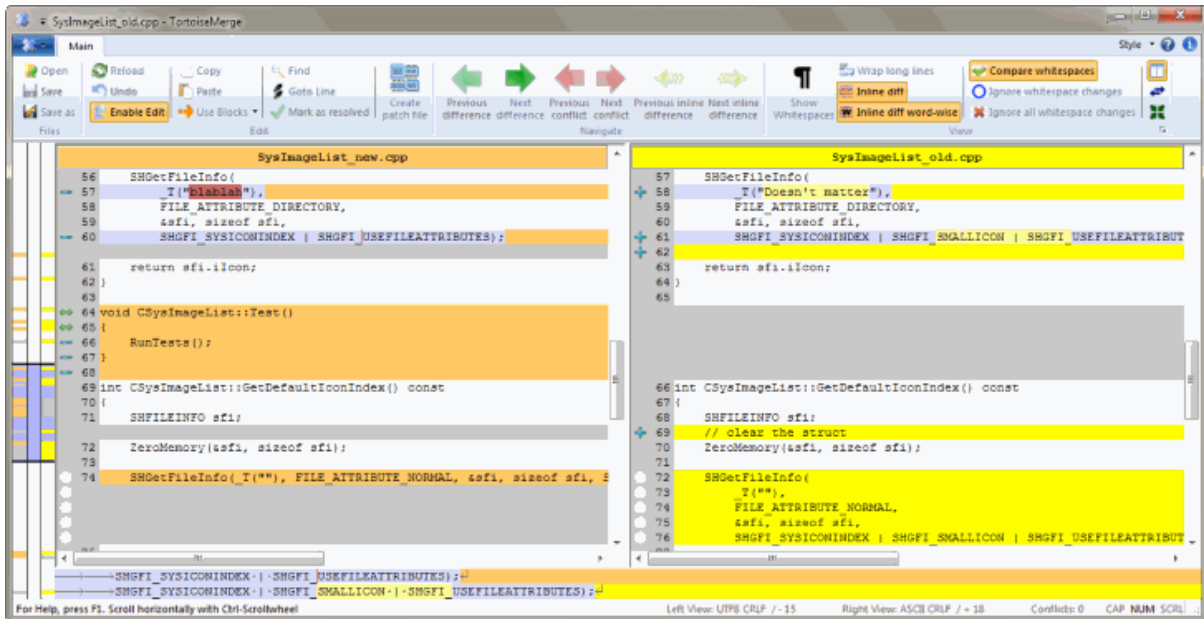 SysImageList_old.cpp - TortoiseMerge
Main
Style
Open
Save
Save as
Files
Reload
Undo
Enable Edit
Copy
Paste
Use Blocks
Find
Goto Line
Mark as resolved
Edit
Create patch file
Previous difference
Next difference
Previous conflict
Next conflict
Previous inline difference
Next inline difference
Navigate
Show Whitespaces
Wrap long lines
Inline diff
Inline diff word-wise
Compare whitespaces
Ignore whitespace changes
Ignore all whitespace changes
View
SysImageList_new.cpp
56 SHGetFileInfo(
57 _T("blablah"),
58 FILE_ATTRIBUTE_DIRECTORY,
59 &sfi, sizeof sfi,
60 SHGFI_SYSICONINDEX | SHGFI_USEFILEATTRIBUTES);
61 return sfi.iIcon;
62 }
63
64 void CSysImageList::Test()
65 {
66 RunTests();
67 }
68
69 int CSysImageList::GetDefaultIconIndex() const
70 {
71 SHFILEINFO sfi;
72 ZeroMemory(&sfi, sizeof sfi);
73
74 SHGetFileInfo(_T(""), FILE_ATTRIBUTE_NORMAL, &sfi, sizeof sfi, S
SysImageList_old.cpp
57 SHGetFileInfo(
58 _T("Doesn't matter"),
59 FILE_ATTRIBUTE_DIRECTORY,
60 &sfi, sizeof sfi,
61 SHGFI_SYSICONINDEX | SHGFI_SMALLICON | SHGFI_USEFILEATTRIBUT
62
63 return sfi.iIcon;
64 }
65
66 int CSysImageList::GetDefaultIconIndex() const
67 {
68 SHFILEINFO sfi;
69 // clear the struct
70 ZeroMemory(&sfi, sizeof sfi);
71
72 SHGetFileInfo(
73 _T(""),
74 FILE_ATTRIBUTE_NORMAL,
75 &sfi, sizeof sfi,
76 SHGFI_SYSICONINDEX | SHGFI_SMALLICON | SHGFI_USEFILEATTRIBUT
SHGFI_SYSICONINDEX·|·SHGFI_USEFILEATTRIBUTES);
SHGFI_SYSICONINDEX·|·SHGFI_SMALLICON·|·SHGFI_USEFILEATTRIBUTES);
For Help, press F1. Scroll horizontally with Ctrl-Scrollwheel
Left View: UTF8 CRLF / - 15
Right View: ASCII CRLF / + 18
Conflicts: 0
CAP NUM SCRL